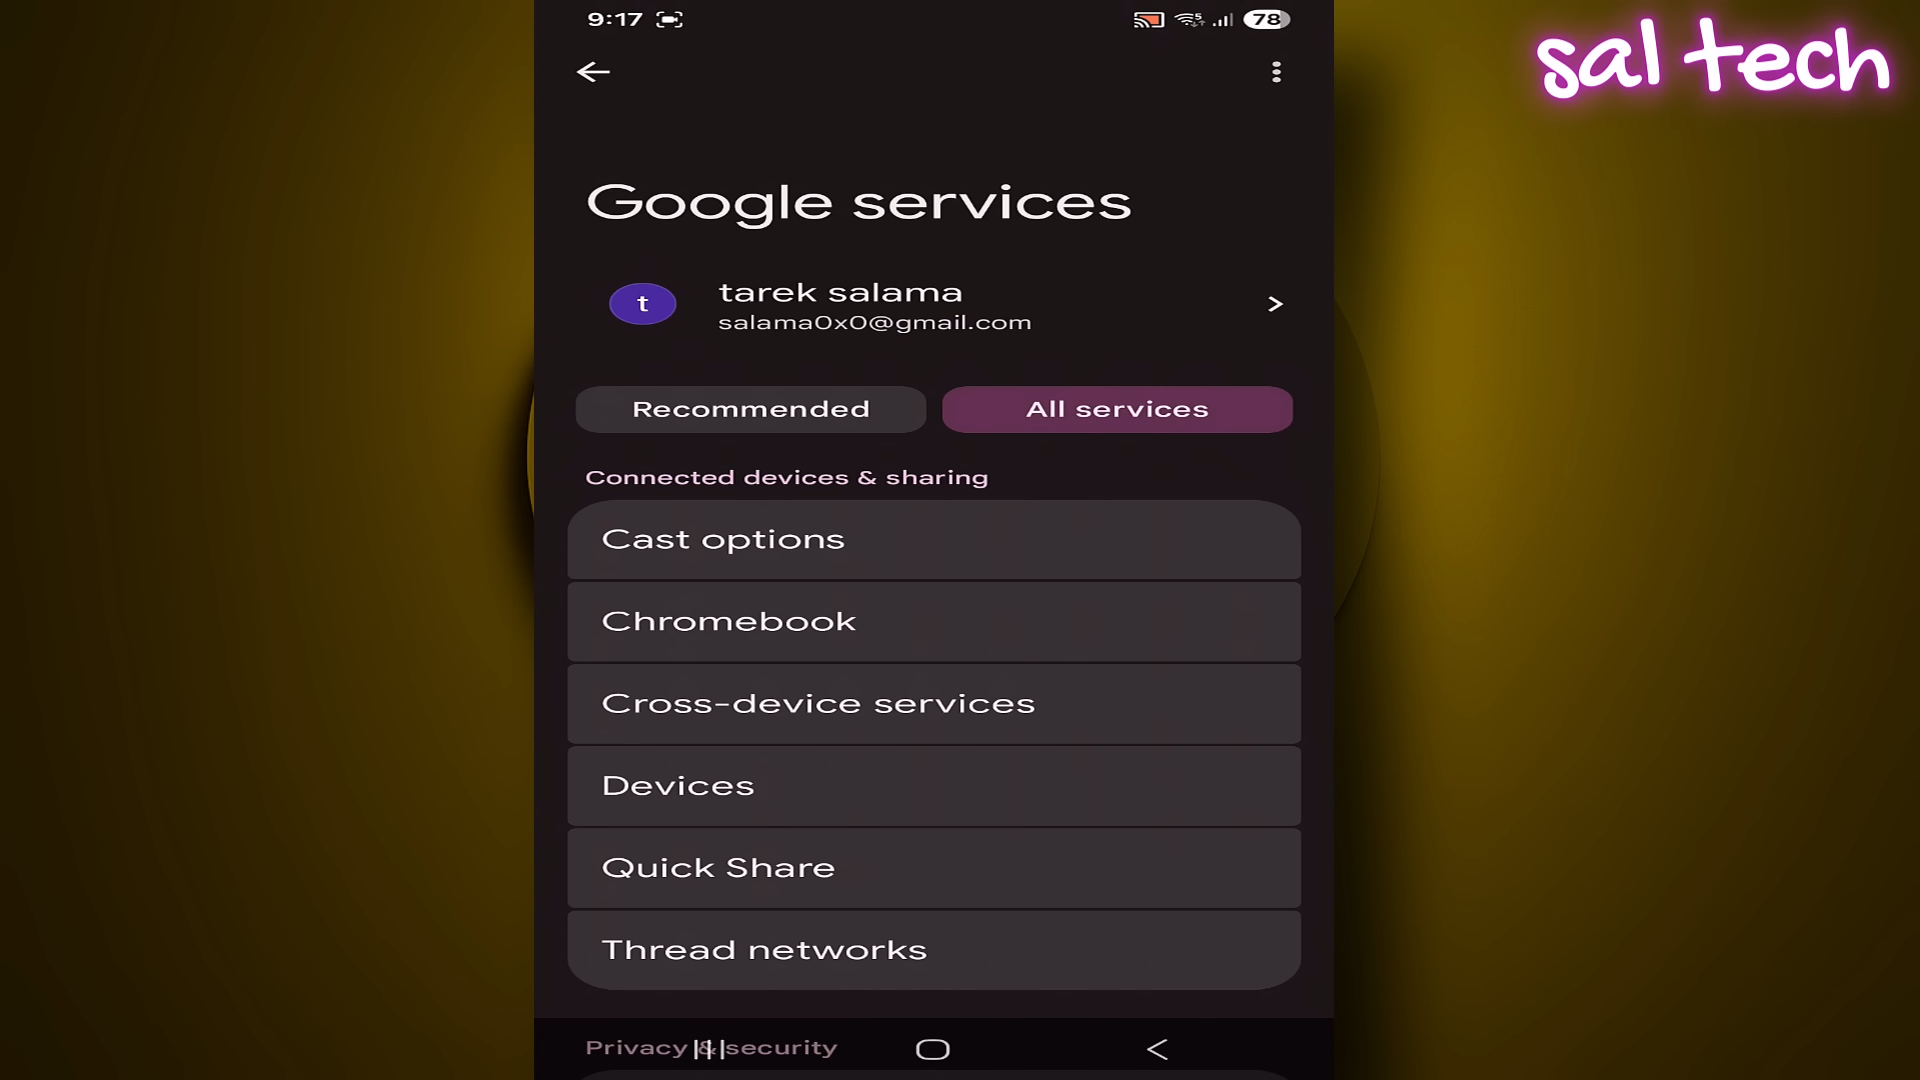 9:17
78
sal tech
Google services
t
tarek salama
salama0x0@gmail.com
Recommended
All services
Connected devices & sharing
Cast options
Chromebook
Cross-device services
Devices
Quick Share
Thread networks
Privacy & security